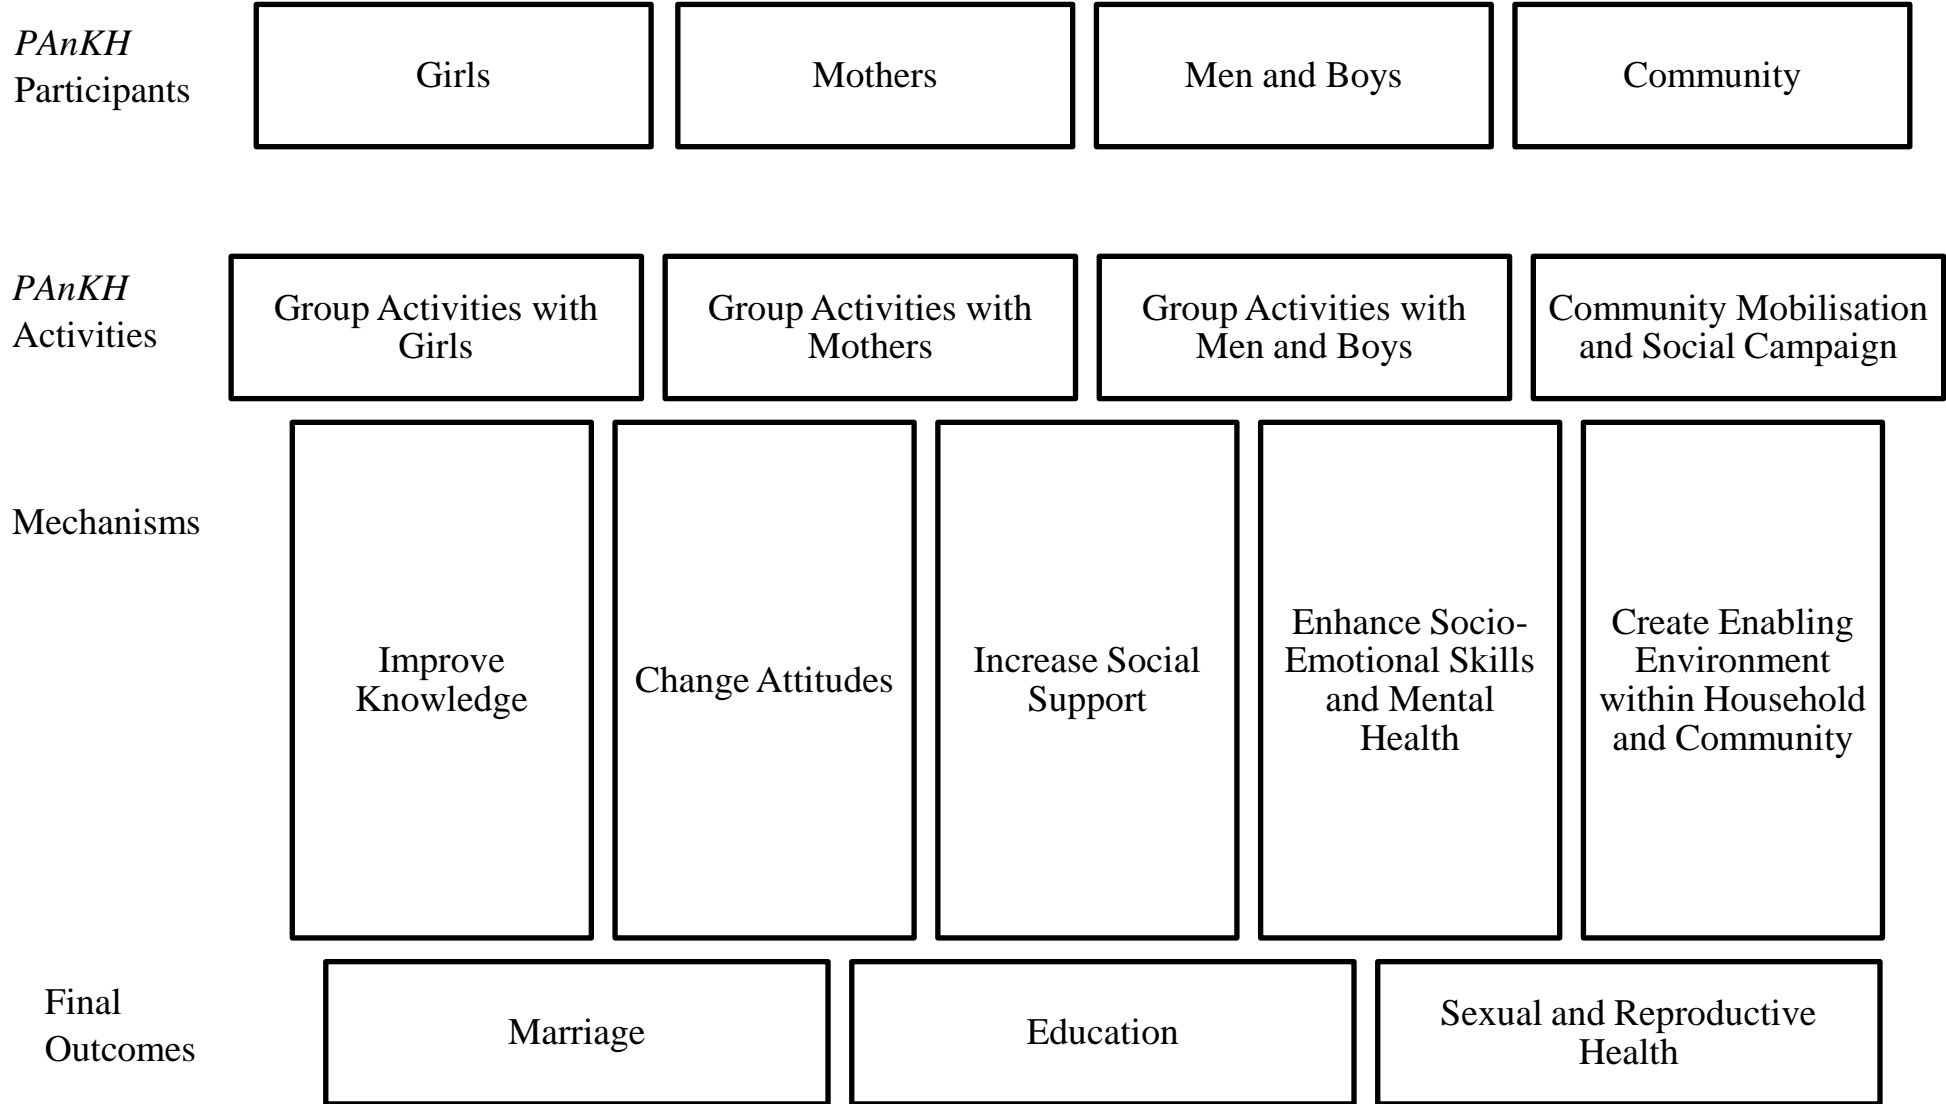 PAnKH
Participants
Girls
Mothers
Men and Boys
Community
PAnKH
Activities
Group Activities with
Girls
Group Activities with
Mothers
Group Activities with
Men and Boys
Community Mobilisation
and Social Campaign
Mechanisms
Improve
Knowledge
Change Attitudes
Increase Social
Support
Enhance Socio-
Emotional Skills
and Mental
Health
Create Enabling
Environment
within Household
and Community
Final
Outcomes
Marriage
Education
Sexual and Reproductive
Health